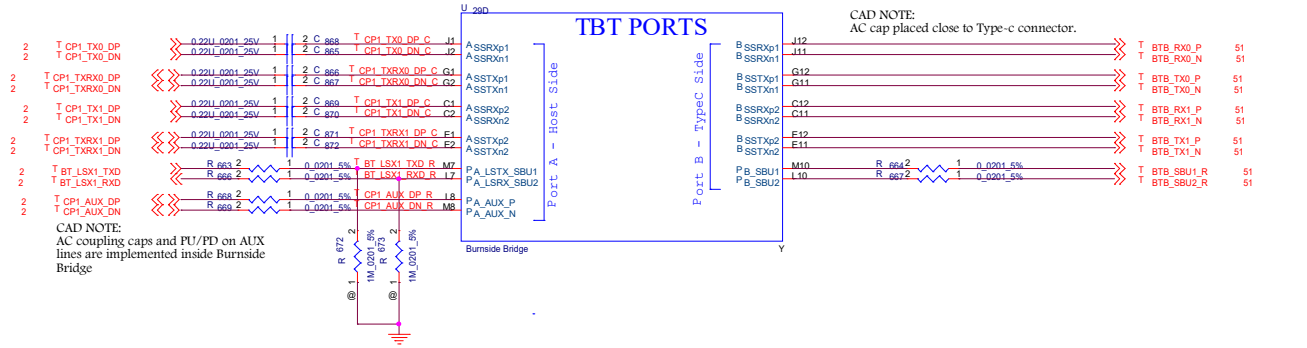 U 29D
TBT PORTS
CAD NOTE:
AC cap placed close to Type-c connector.
2 T CP1_TX0_DP 0.22U_0201_25V 1 2 C 868 T CP1_TX0_DP_C J1 A SSRXp1
2 T CP1_TX0_DN 0.22U_0201_25V 1 2 C 865 T CP1_TX0_DN_C J2 A SSRXn1
2 T CP1_TXRX0_DP 0.22U_0201_25V 1 2 C 866 T CP1_TXRX0_DP_C G1 A SSTXp1
2 T CP1_TXRX0_DN 0.22U_0201_25V 1 2 C 867 T CP1_TXRX0_DN_C G2 A SSTXn1
2 T CP1_TX1_DP 0.22U_0201_25V 1 2 C 869 T CP1_TX1_DP_C C1 A SSRXp2
2 T CP1_TX1_DN 0.22U_0201_25V 1 2 C 870 T CP1_TX1_DN_C C2 A SSRXn2
2 T CP1_TXRX1_DP 0.22U_0201_25V 1 2 C 871 T CP1_TXRX1_DP_C E1 A SSTXp2
2 T CP1_TXRX1_DN 0.22U_0201_25V 1 2 C 872 T CP1_TXRX1_DN_C E2 A SSTXn2
2 T BT_LSX1_TXD R 663 2 1 0_0201_5% T BT_LSX1_TXD_R M7 P A_LSTX_SBU1
2 T BT_LSX1_RXD R 666 2 1 0_0201_5% T BT_LSX1_RXD_R L7 P A_LSRX_SBU2
2 T CP1_AUX_DP R 668 2 1 0_0201_5% T CP1_AUX_DP_R L8 P A_AUX_P
2 T CP1_AUX_DN R 669 2 1 0_0201_5% T CP1_AUX_DN_R M8 P A_AUX_N
Port A - Host Side
Port B - TypeC Side
B SSRXp1 J12 T BTB_RX0_P 51
B SSRXn1 J11 T BTB_RX0_N 51
B SSTXp1 G12 T BTB_TX0_P 51
B SSTXn1 G11 T BTB_TX0_N 51
B SSRXp2 C12 T BTB_RX1_P 51
B SSRXn2 C11 T BTB_RX1_N 51
B SSTXp2 E12 T BTB_TX1_P 51
B SSTXn2 E11 T BTB_TX1_N 51
P B_SBU1 M10 R 664 2 1 0_0201_5% T BTB_SBU1_R 51
P B_SBU2 L10 R 667 2 1 0_0201_5% T BTB_SBU2_R 51
CAD NOTE:
AC coupling caps and PU/PD on AUX
lines are implemented inside Burnside
Bridge
R 672 2 1 1M_0201_5% @
R 673 2 1 1M_0201_5% @
Burnside Bridge
Y